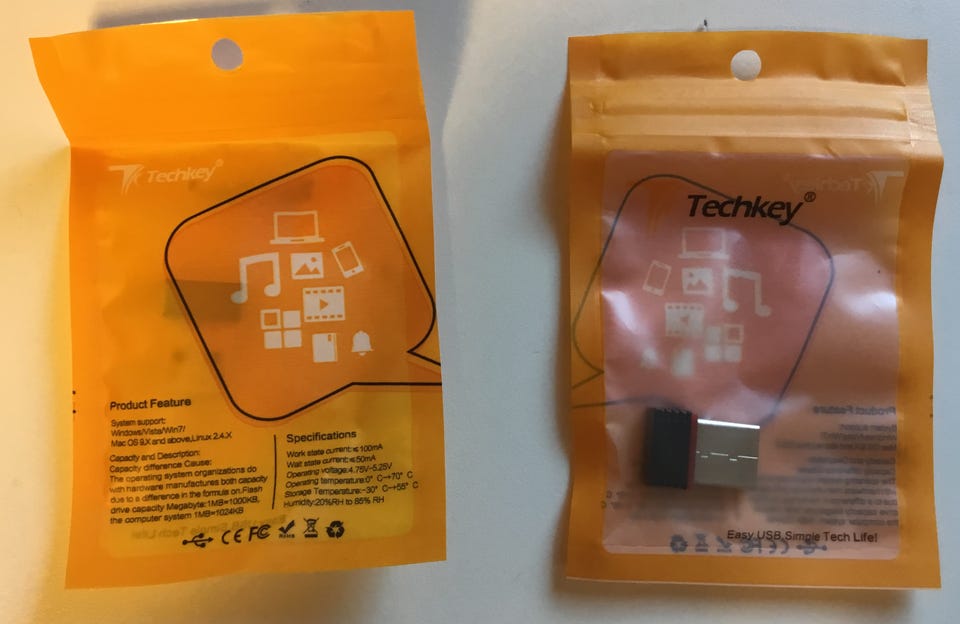 Techkey®
Product Feature
System support:
Windows/Vista/Win7/
Mac OS 9.X and above,Linux 2.4.X
Capacity and Description:
Capacity difference Cause:
The operating system organizations do
with hardware manufactures both capacity
due to a difference in the formula on.Flash
drive capacity Megabyte:1MB=1000KB,
the computer system 1MB=1024KB
Specifications
Work state current:≤100mA
Wait state current:≤50mA
Operating voltage:4.75V~5.25V
Operating temperature:0° C~+70° C
Storage Temperature:-30° C~+55° C
Humidity:20%RH to 85% RH
CE FC
RoHS
Techkey®
Easy USB Simple Tech Life!